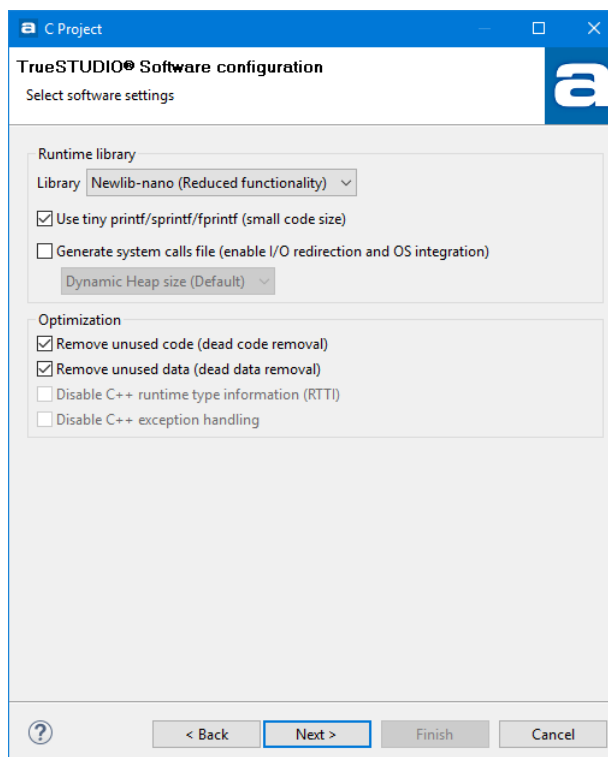 a C Project
TrueSTUDIO® Software configuration
Select software settings
a
Runtime library
Library Newlib-nano (Reduced functionality)
Use tiny printf/sprintf/fprintf (small code size)
Generate system calls file (enable I/O redirection and OS integration)
Dynamic Heap size (Default)
Optimization
Remove unused code (dead code removal)
Remove unused data (dead data removal)
Disable C++ runtime type information (RTTI)
Disable C++ exception handling
? < Back Next > Finish Cancel